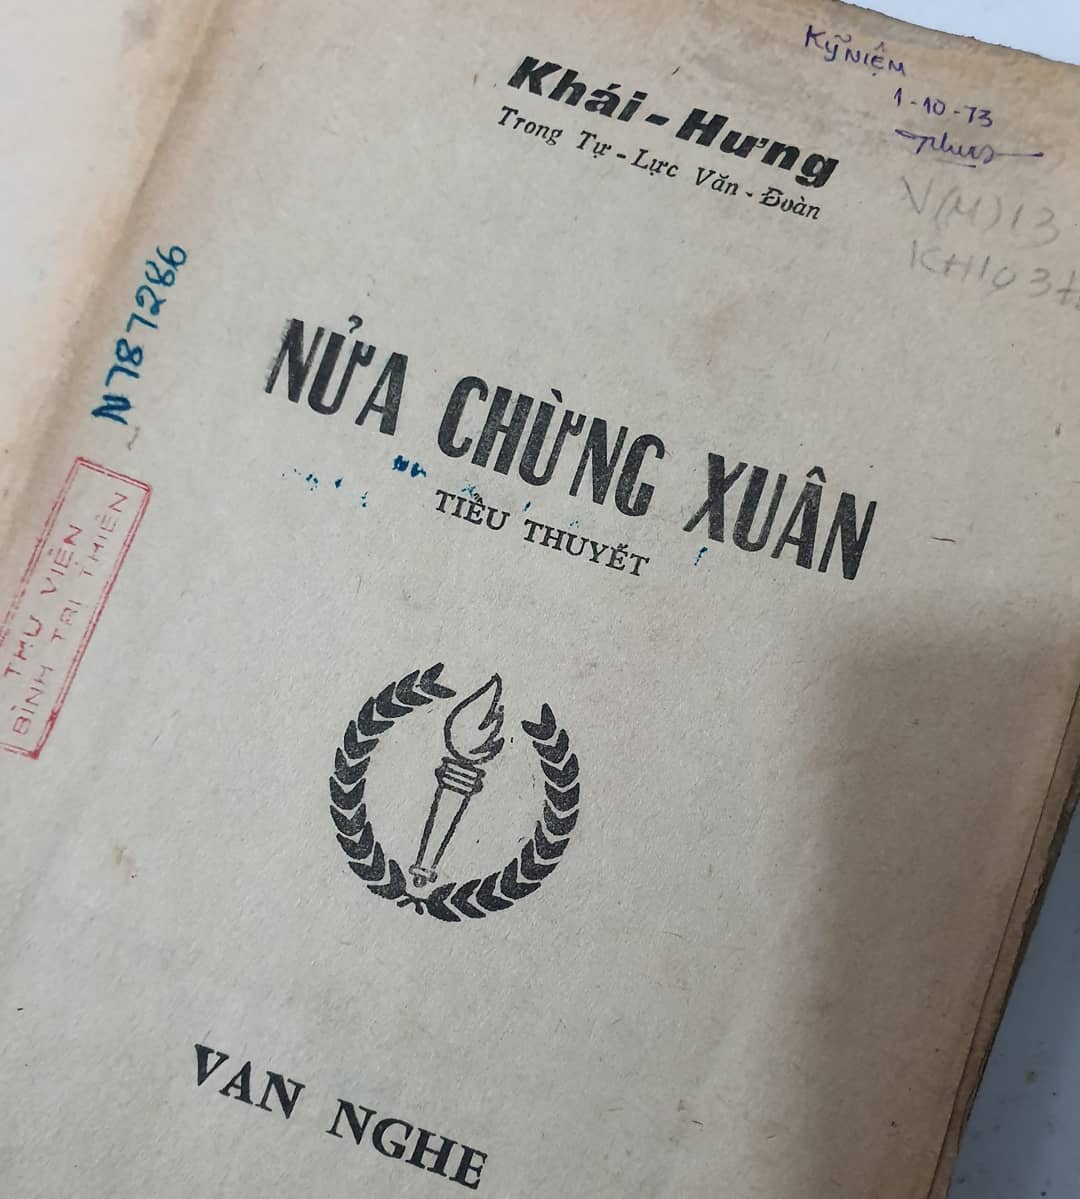 KỸ NIỆM
1-10-73
Khái-Hưng
Trong Tự-Lực Văn-Đoàn
V(M)13
N787286
NỬA CHỪNG XUÂN
TIỂU THUYẾT
THƯ VIỆN
BÌNH TRỊ THIÊN
VAN NGHE